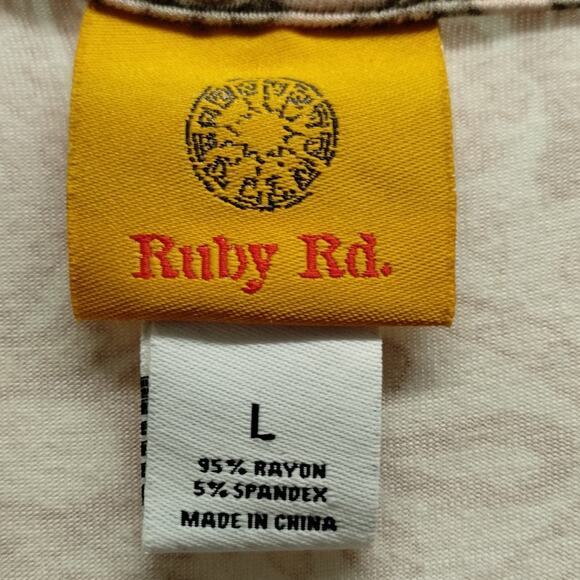 Ruby Rd.
L
95% RAYON
5% SPANDEX
MADE IN CHINA